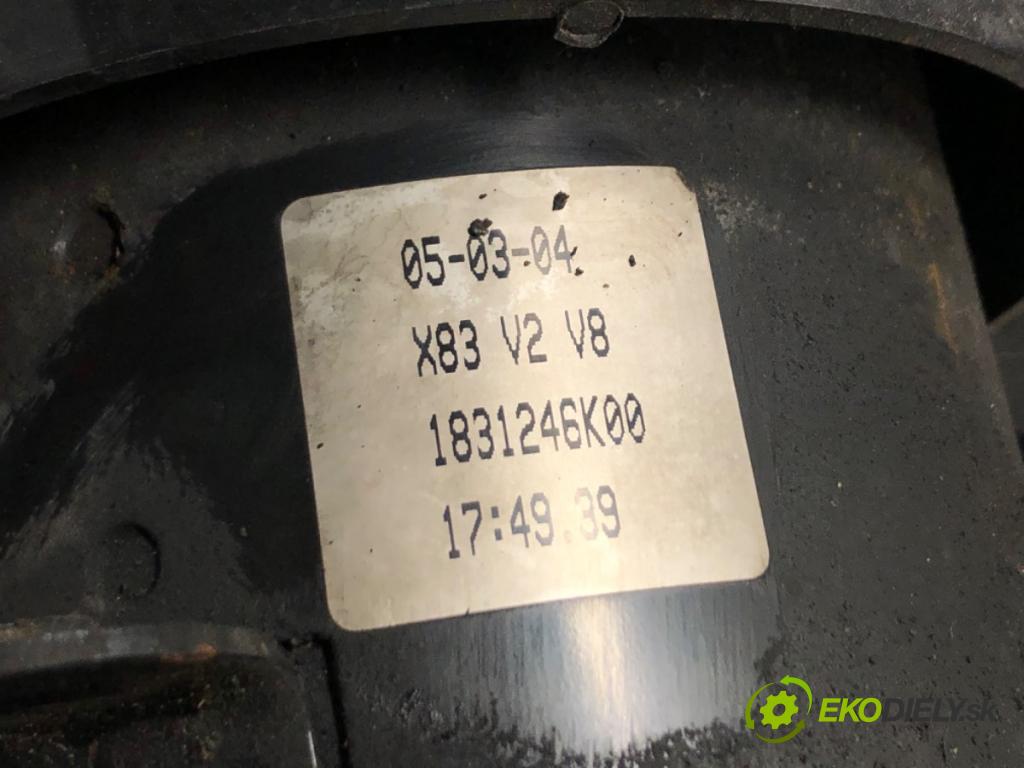 05-03-04
X83 V2 V8
1831246K00
17:49.39
EKODIELY.sk